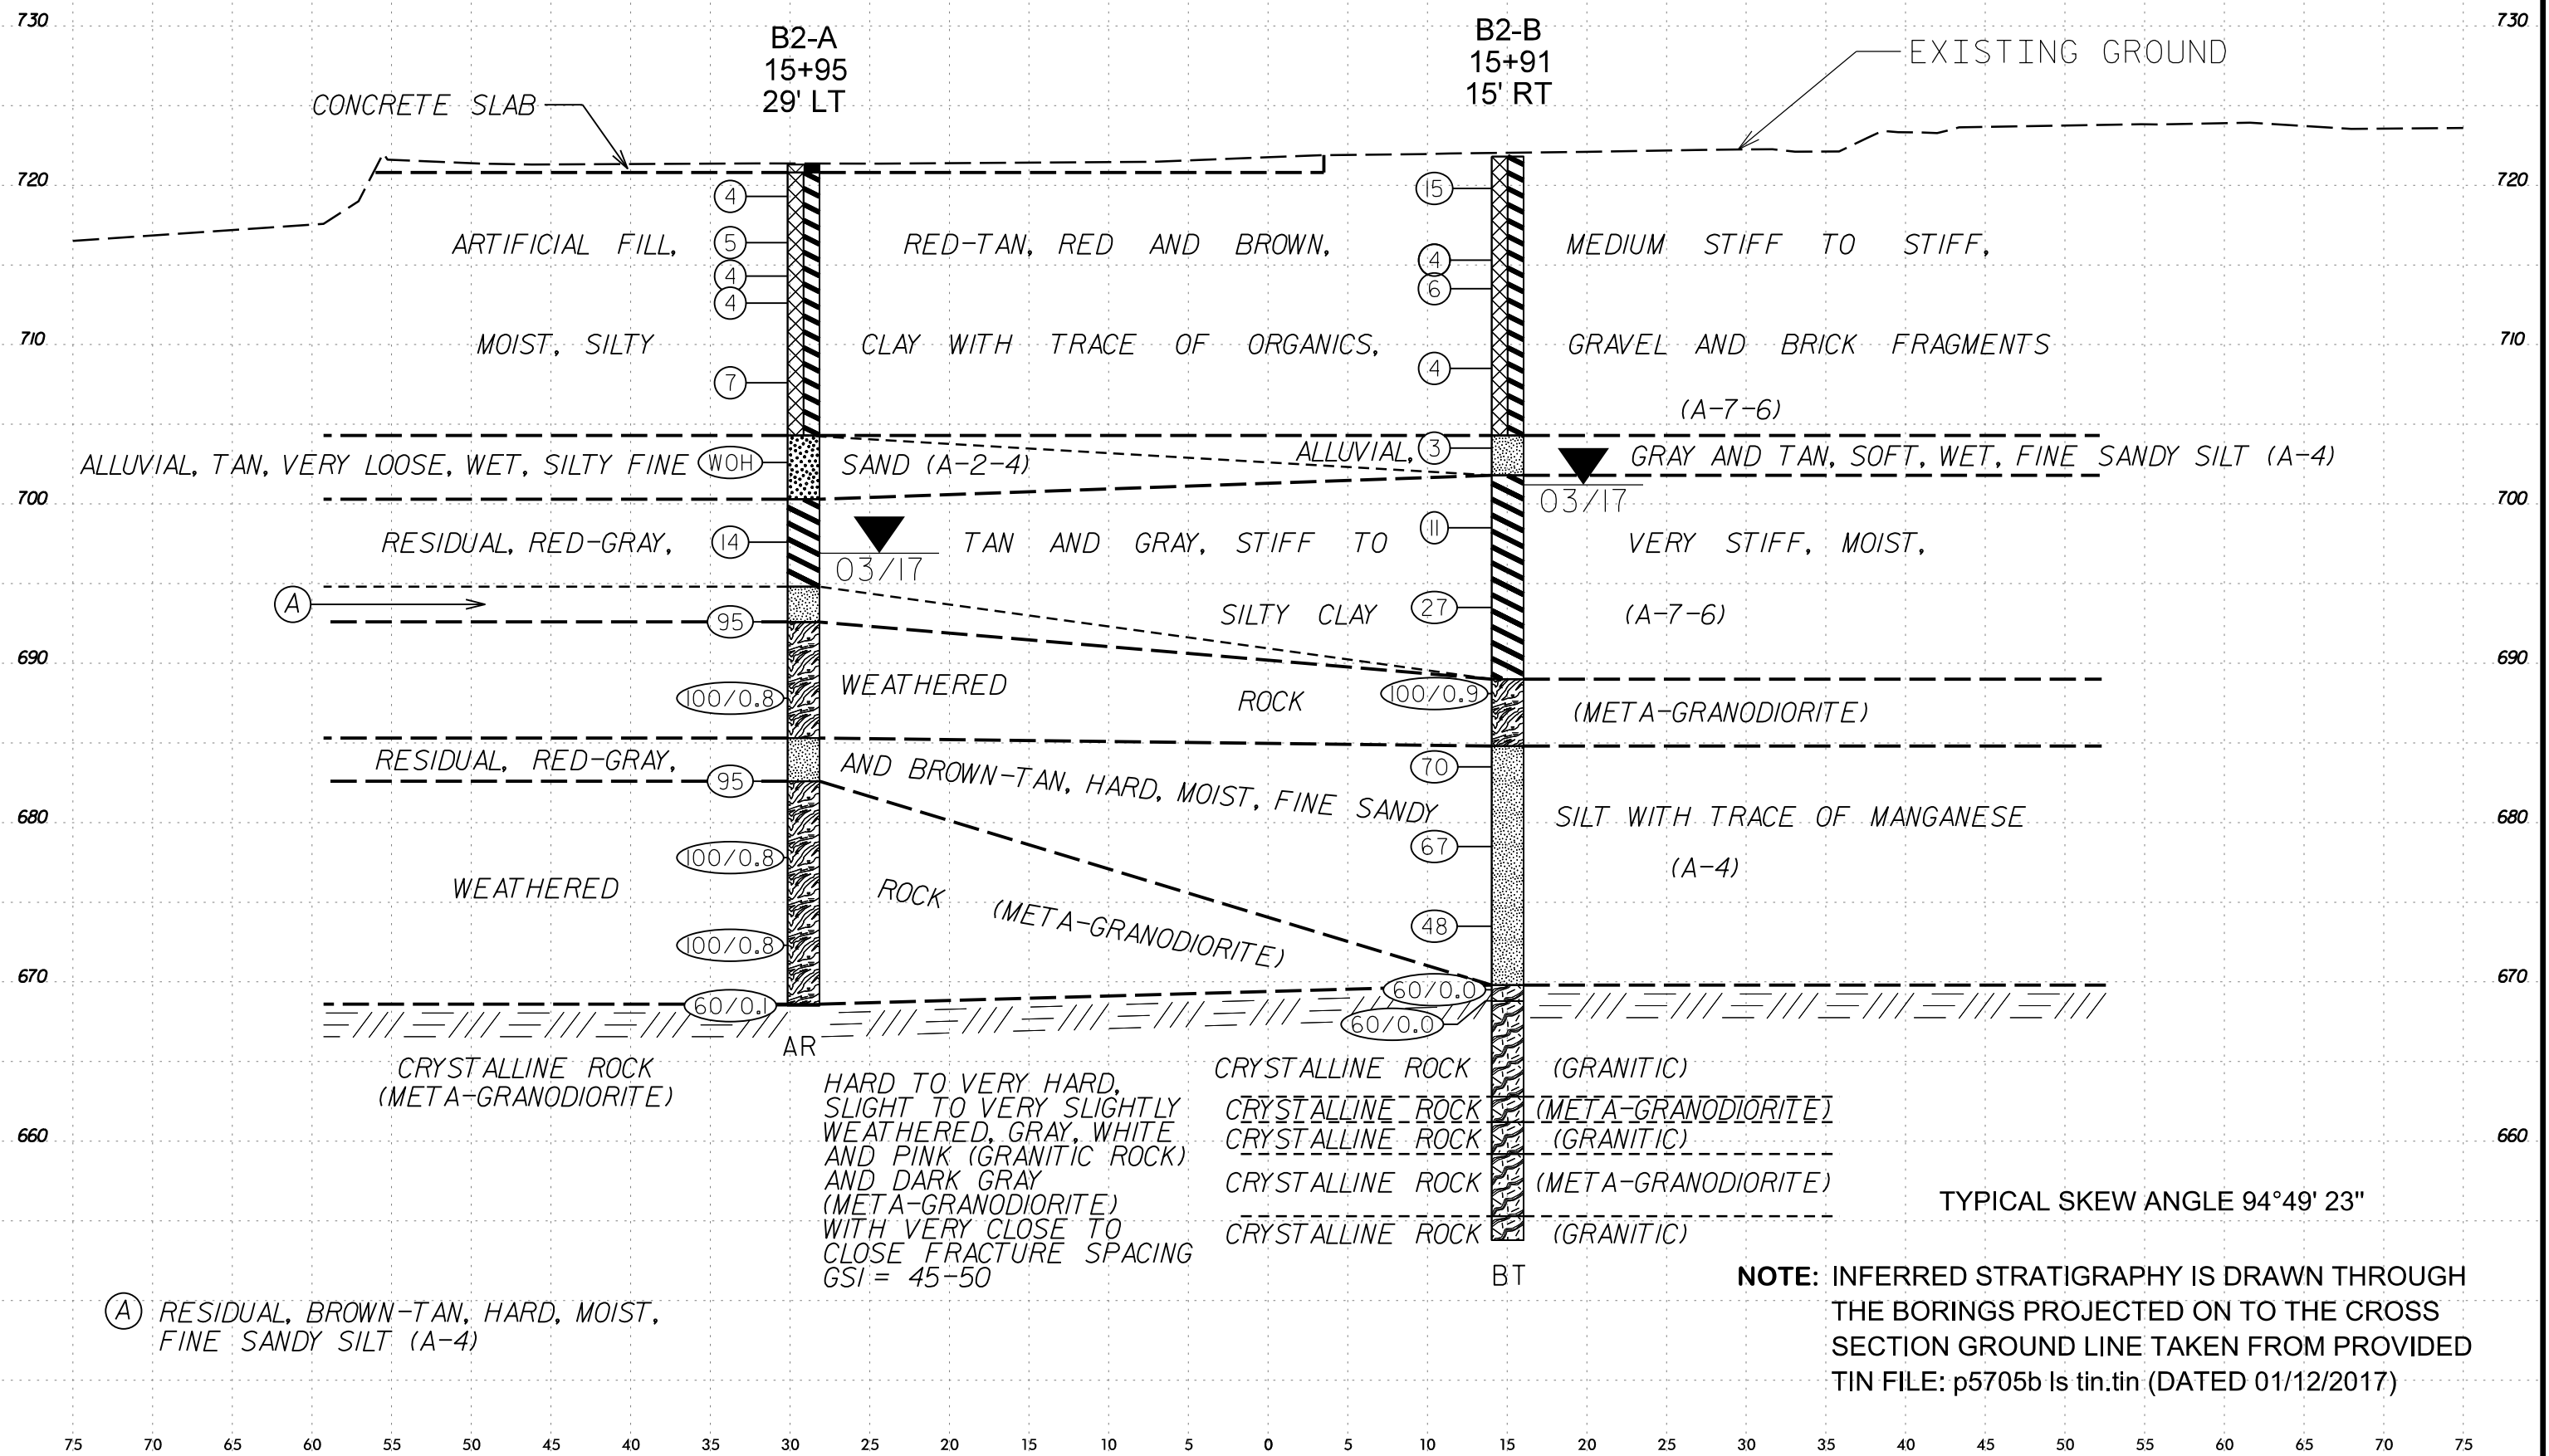 730
730
B2-A
15+95
29' LT
B2-B
15+91
15' RT
EXISTING GROUND
CONCRETE SLAB
720
720
4
15
ARTIFICIAL FILL,
5
RED-TAN, RED AND BROWN,
4
MEDIUM STIFF TO STIFF,
4
6
4
710
MOIST, SILTY
CLAY WITH TRACE OF ORGANICS,
GRAVEL AND BRICK FRAGMENTS
710
7
4
(A-7-6)
ALLUVIAL, TAN, VERY LOOSE, WET, SILTY FINE
WOH
SAND (A-2-4)
ALLUVIAL,
3
GRAY AND TAN, SOFT, WET, FINE SANDY SILT (A-4)
700
03/17
700
RESIDUAL, RED-GRAY,
14
TAN AND GRAY, STIFF TO
11
VERY STIFF, MOIST,
03/17
A
SILTY CLAY
27
(A-7-6)
95
690
690
100/0.8
WEATHERED
ROCK
100/0.9
(META-GRANODIORITE)
RESIDUAL, RED-GRAY,
95
AND BROWN-TAN, HARD, MOIST, FINE SANDY
70
SILT WITH TRACE OF MANGANESE
680
680
100/0.8
67
(A-4)
WEATHERED
ROCK (META-GRANODIORITE)
100/0.8
48
670
670
60/0.1
60/0.0
60/0.0
AR
CRYSTALLINE ROCK
(META-GRANODIORITE)
HARD TO VERY HARD,
SLIGHT TO VERY SLIGHTLY
WEATHERED, GRAY, WHITE
AND PINK (GRANITIC ROCK)
AND DARK GRAY
(META-GRANODIORITE)
WITH VERY CLOSE TO
CLOSE FRACTURE SPACING
GSI = 45-50
CRYSTALLINE ROCK (GRANITIC)
CRYSTALLINE ROCK (META-GRANODIORITE)
CRYSTALLINE ROCK (GRANITIC)
CRYSTALLINE ROCK (META-GRANODIORITE)
CRYSTALLINE ROCK (GRANITIC)
BT
660
660
TYPICAL SKEW ANGLE 94°49' 23"
NOTE: INFERRED STRATIGRAPHY IS DRAWN THROUGH
THE BORINGS PROJECTED ON TO THE CROSS
SECTION GROUND LINE TAKEN FROM PROVIDED
TIN FILE: p5705b ls tin.tin (DATED 01/12/2017)
A RESIDUAL, BROWN-TAN, HARD, MOIST,
FINE SANDY SILT (A-4)
75 70 65 60 55 50 45 40 35 30 25 20 15 10 5 0 5 10 15 20 25 30 35 40 45 50 55 60 65 70 75